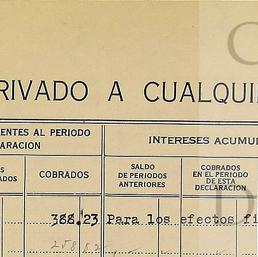 RIVADO A CUALQUI
ENTES AL PERIODO
ARACION
INTERESES ACUMU
COBRADOS
SALDO
DE PERIODOS
ANTERIORES
COBRADOS
EN EL PERIODO
DE ESTA
DECLARACION
388.23 Para los efectos fi